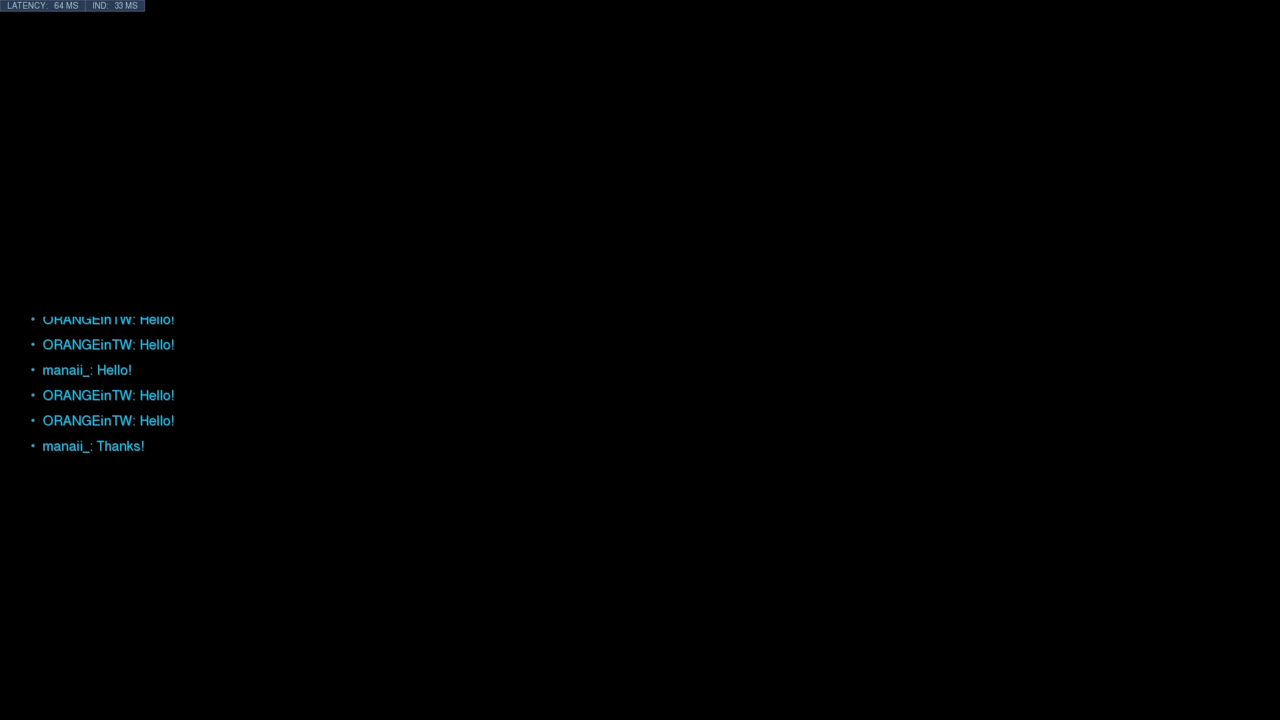 LATENCY: 64 MS IND: 33 MS
• ORANGEinTW: Hello!
• ORANGEinTW: Hello!
• manaii_: Hello!
• ORANGEinTW: Hello!
• ORANGEinTW: Hello!
• manaii_: Thanks!